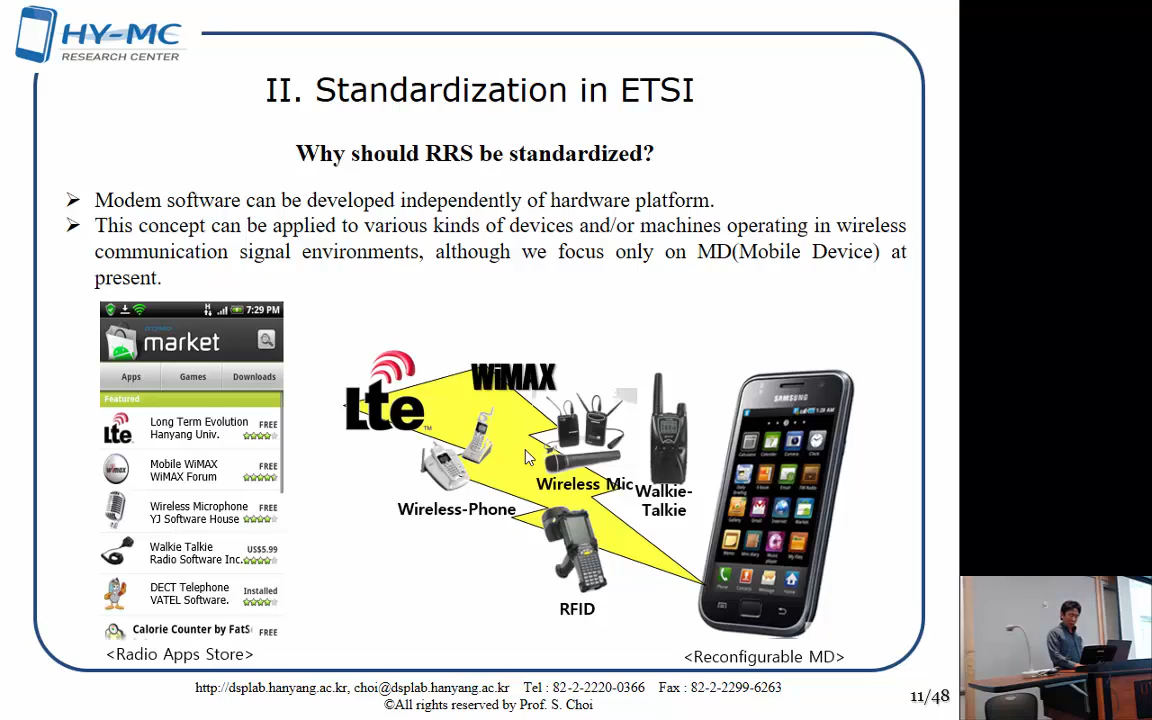 HY-MC
RESEARCH CENTER
II. Standardization in ETSI
Why should RRS be standardized?
Modem software can be developed independently of hardware platform.
This concept can be applied to various kinds of devices and/or machines operating in wireless
communication signal environments, although we focus only on MD(Mobile Device) at
present.
7:29 PM
market
Apps Games Downloads
Featured
Lte Long Term Evolution FREE
Hanyang Univ.
wimax Mobile WiMAX FREE
WiMAX Forum
Wireless Microphone FREE
YJ Software House
Walkie Talkie US$5.99
Radio Software Inc.
DECT Telephone Installed
VATEL Software.
Calorie Counter by FatS FREE
<Radio Apps Store>
Lte TM
WiMAX
Wireless Mic
Walkie-
Talkie
Wireless-Phone
RFID
SAMSUNG
<Reconfigurable MD>
http://dsplab.hanyang.ac.kr, choi@dsplab.hanyang.ac.kr Tel : 82-2-2220-0366 Fax : 82-2-2299-6263
©All rights reserved by Prof. S. Choi
11/48